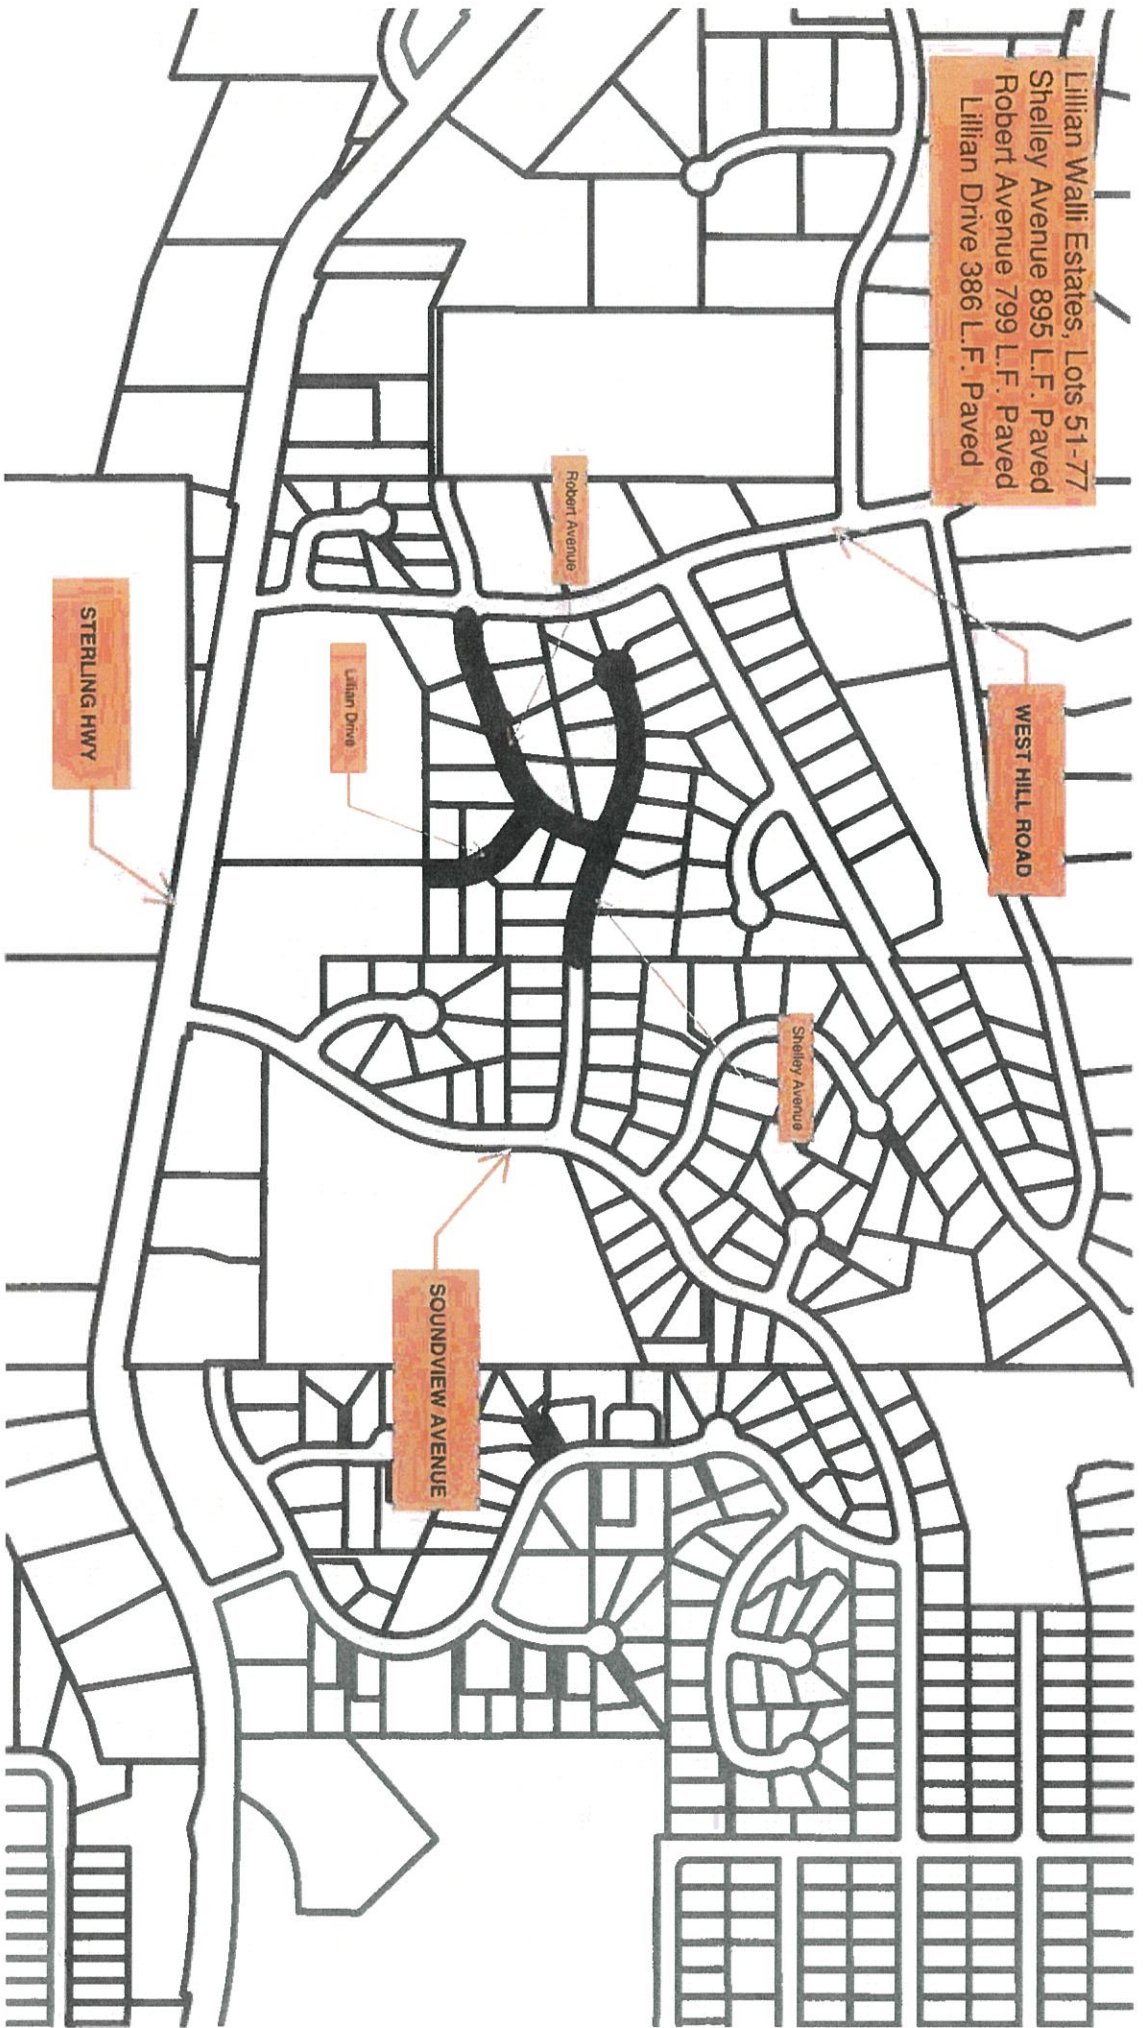 Lillian Walli Estates, Lots 51-77
Shelley Avenue 895 L.F. Paved
Robert Avenue 799 L.F. Paved
Lillian Drive 386 L.F. Paved
Robert Avenue
WEST HILL ROAD
STERLING HWY
Lillian Drive
Shelley Avenue
SOUNDVIEW AVENUE